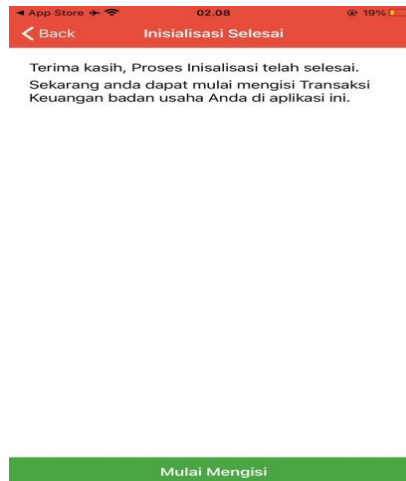 App Store 02.08 19%
Back Inisialisasi Selesai
Terima kasih, Proses Inisalisasi telah selesai.
Sekarang anda dapat mulai mengisi Transaksi
Keuangan badan usaha Anda di aplikasi ini.
Mulai Mengisi